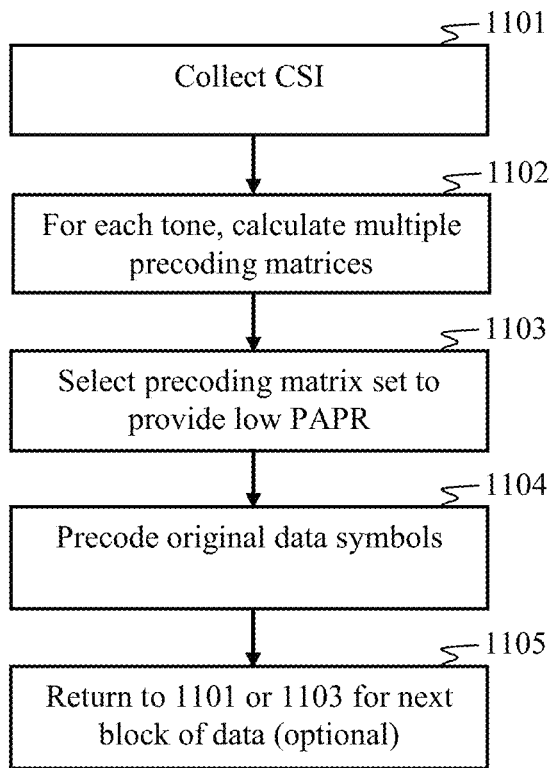 1101
Collect CSI
1102
For each tone, calculate multiple
precoding matrices
1103
Select precoding matrix set to
provide low PAPR
1104
Precode original data symbols
1105
Return to 1101 or 1103 for next
block of data (optional)